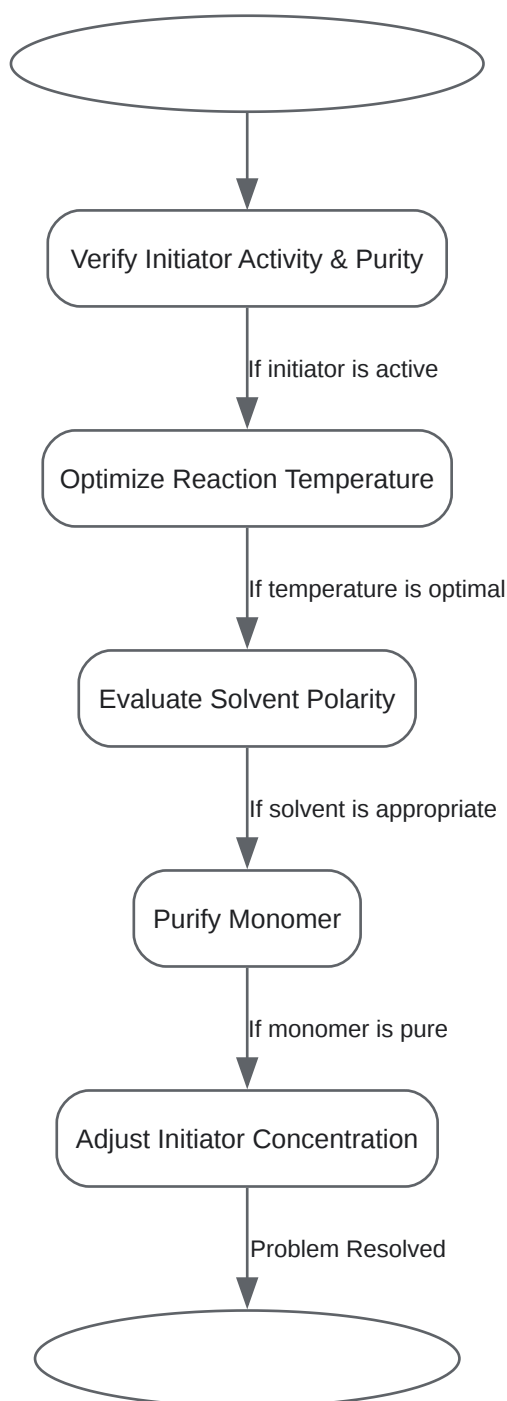 Verify Initiator Activity & Purity
If initiator is active
Optimize Reaction Temperature
If temperature is optimal
Evaluate Solvent Polarity
If solvent is appropriate
Purify Monomer
If monomer is pure
Adjust Initiator Concentration
Problem Resolved